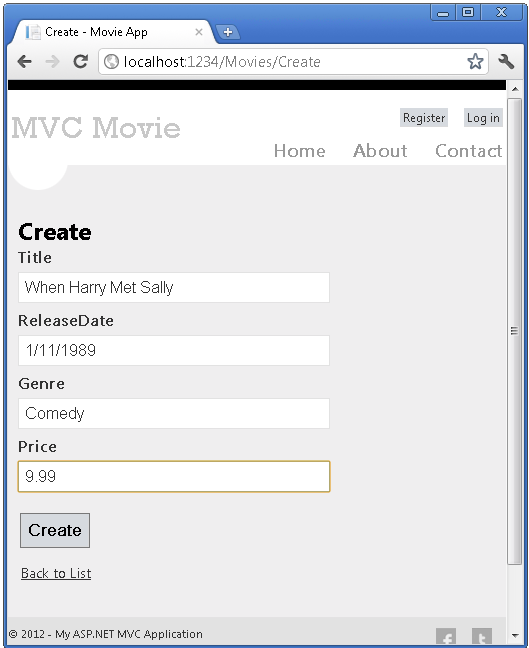 Create - Movie App
localhost:1234/Movies/Create
Register Log in
MVC Movie
Home About Contact
Create
Title
When Harry Met Sally
ReleaseDate
1/11/1989
Genre
Comedy
Price
9.99
Create
Back to List
© 2012 - My ASP.NET MVC Application